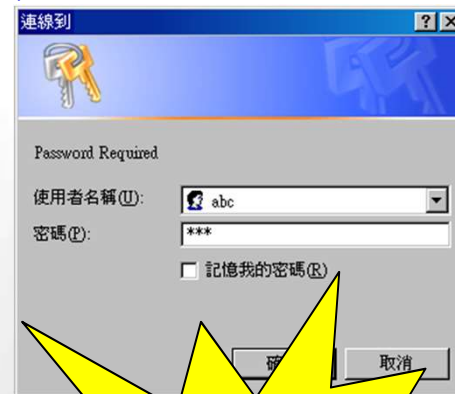 連線到
Password Required
使用者名稱(U):
abc
密碼(P):
***
記憶我的密碼(R)
取消